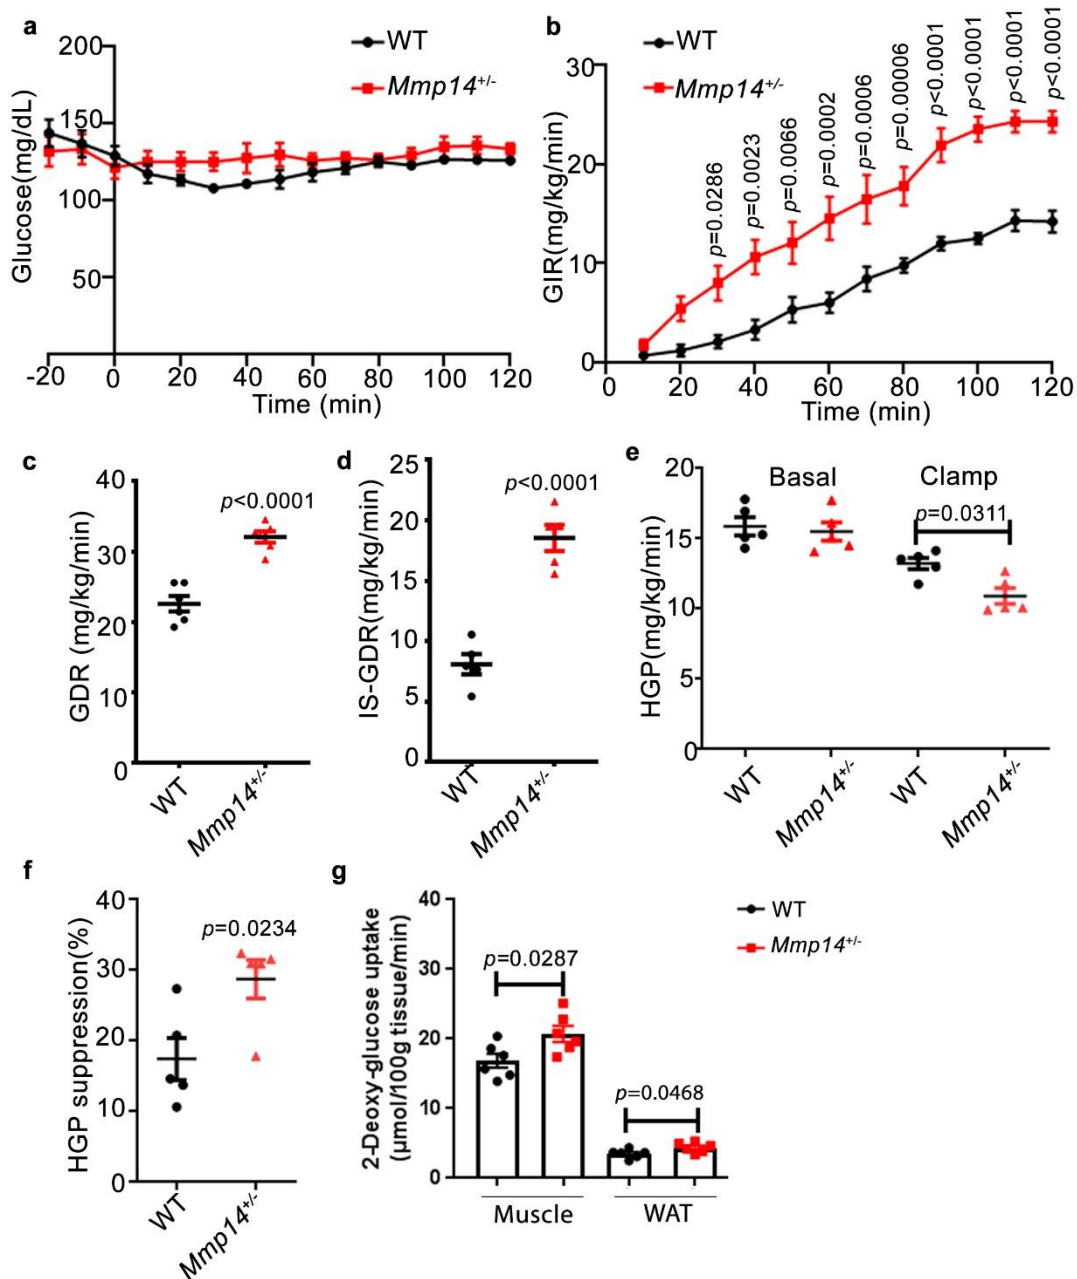 a
WT
Mmp14+/-
Glucose(mg/dL)
200
150
100
50
-20 0 20 40 60 80 100 120
Time (min)
b
WT
Mmp14+/-
GIR(mg/kg/min)
30
20
10
0
p=0.0286
p=0.0023
p=0.0066
p=0.0002
p=0.0006
p=0.00006
p<0.0001
p<0.0001
p<0.0001
p<0.0001
0 20 40 60 80 100 120
Time (min)
c
GDR (mg/kg/min)
40
30
20
10
0
p<0.0001
WT
Mmp14+/-
d
IS-GDR(mg/kg/min)
25
20
15
10
5
0
p<0.0001
WT
Mmp14+/-
e
HGP(mg/kg/min)
20
15
10
5
0
Basal
Clamp
p=0.0311
WT
Mmp14+/-
WT
Mmp14+/-
f
HGP suppression(%)
40
30
20
10
0
p=0.0234
WT
Mmp14+/-
g
2-Deoxy-glucose uptake
(μmol/100g tissue/min)
40
30
20
10
0
p=0.0287
p=0.0468
Muscle
WAT
WT
Mmp14+/-